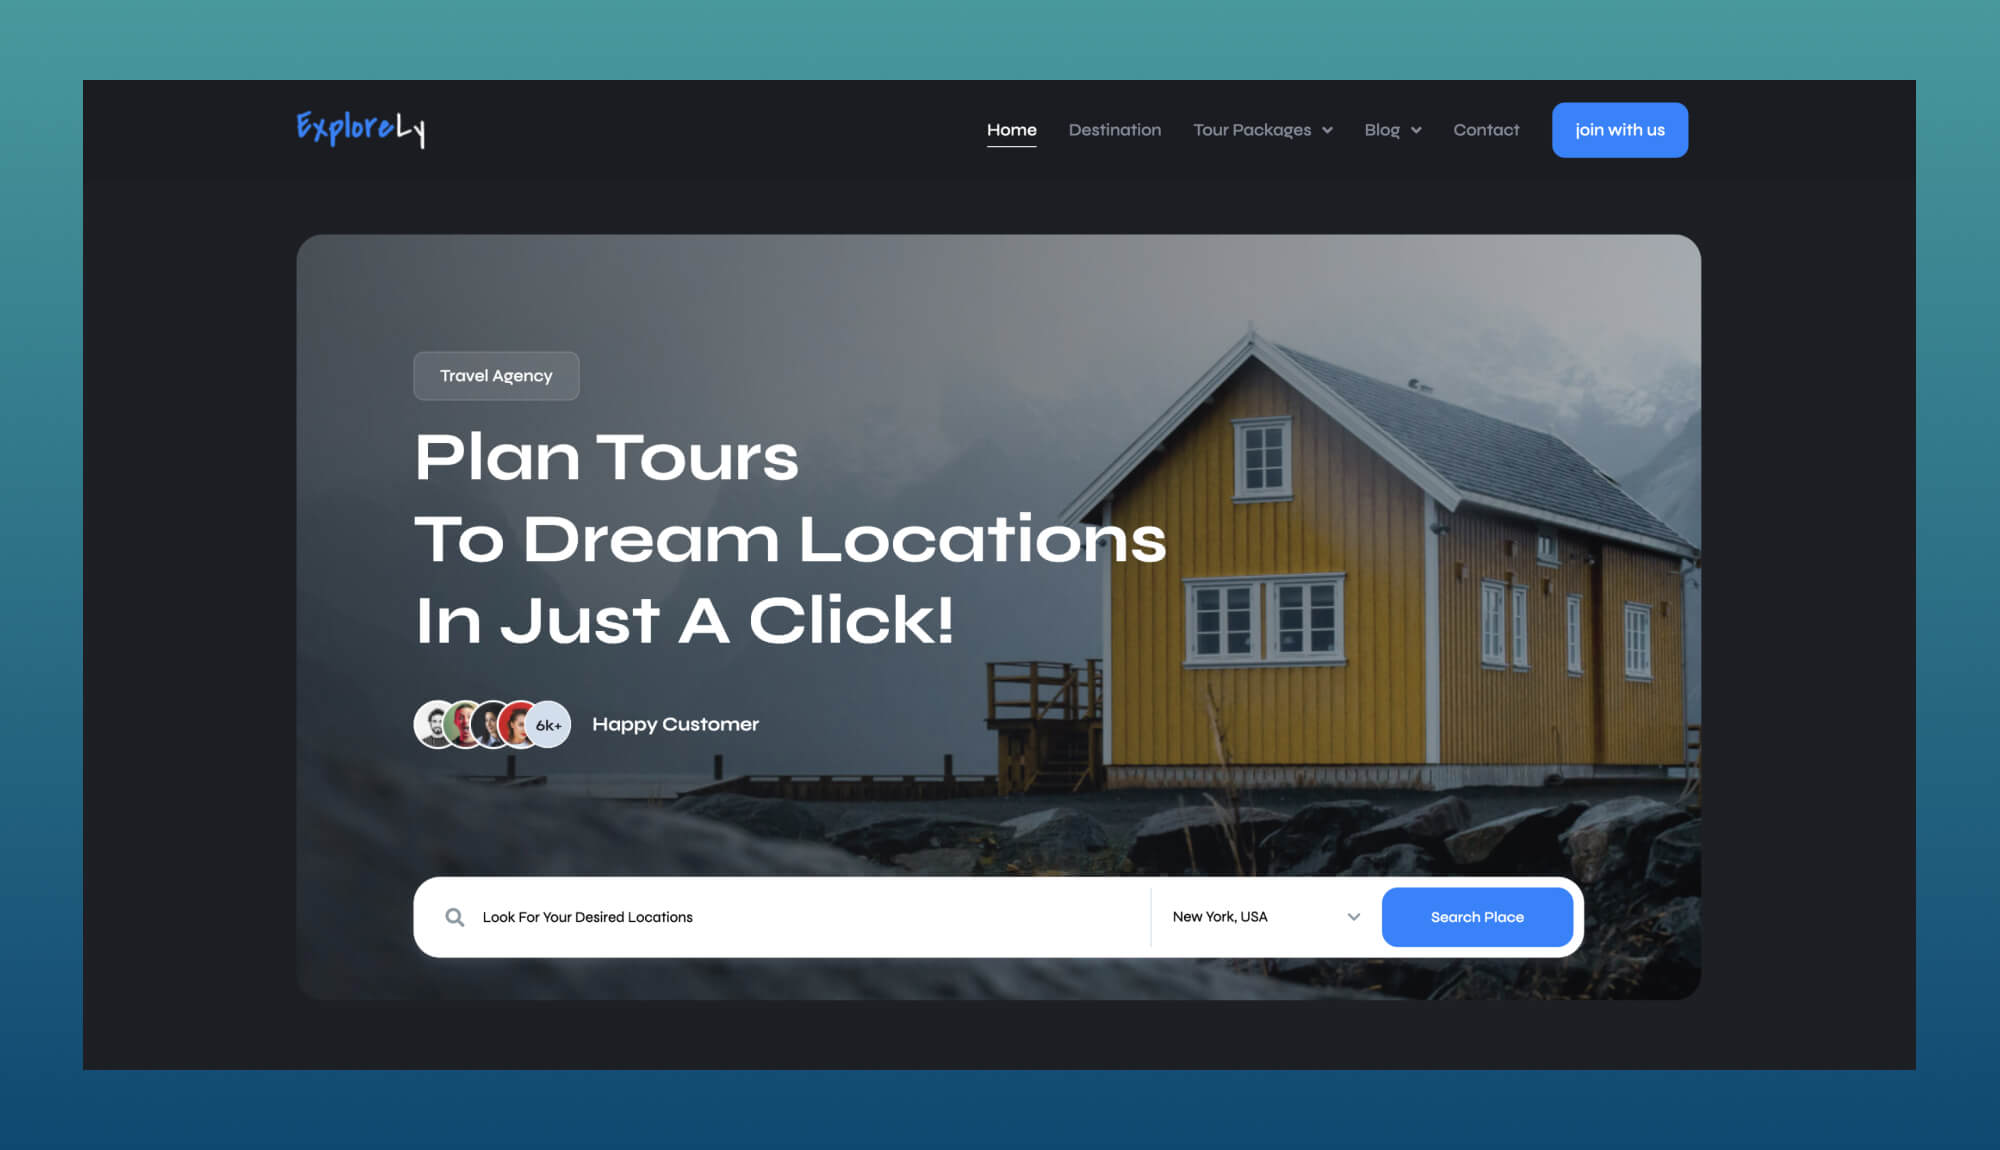 ExploreLy
Home
Destination
Tour Packages
Blog
Contact
join with us
Travel Agency
Plan Tours
To Dream Locations
In Just A Click!
6k+
Happy Customer
Look For Your Desired Locations
New York, USA
Search Place